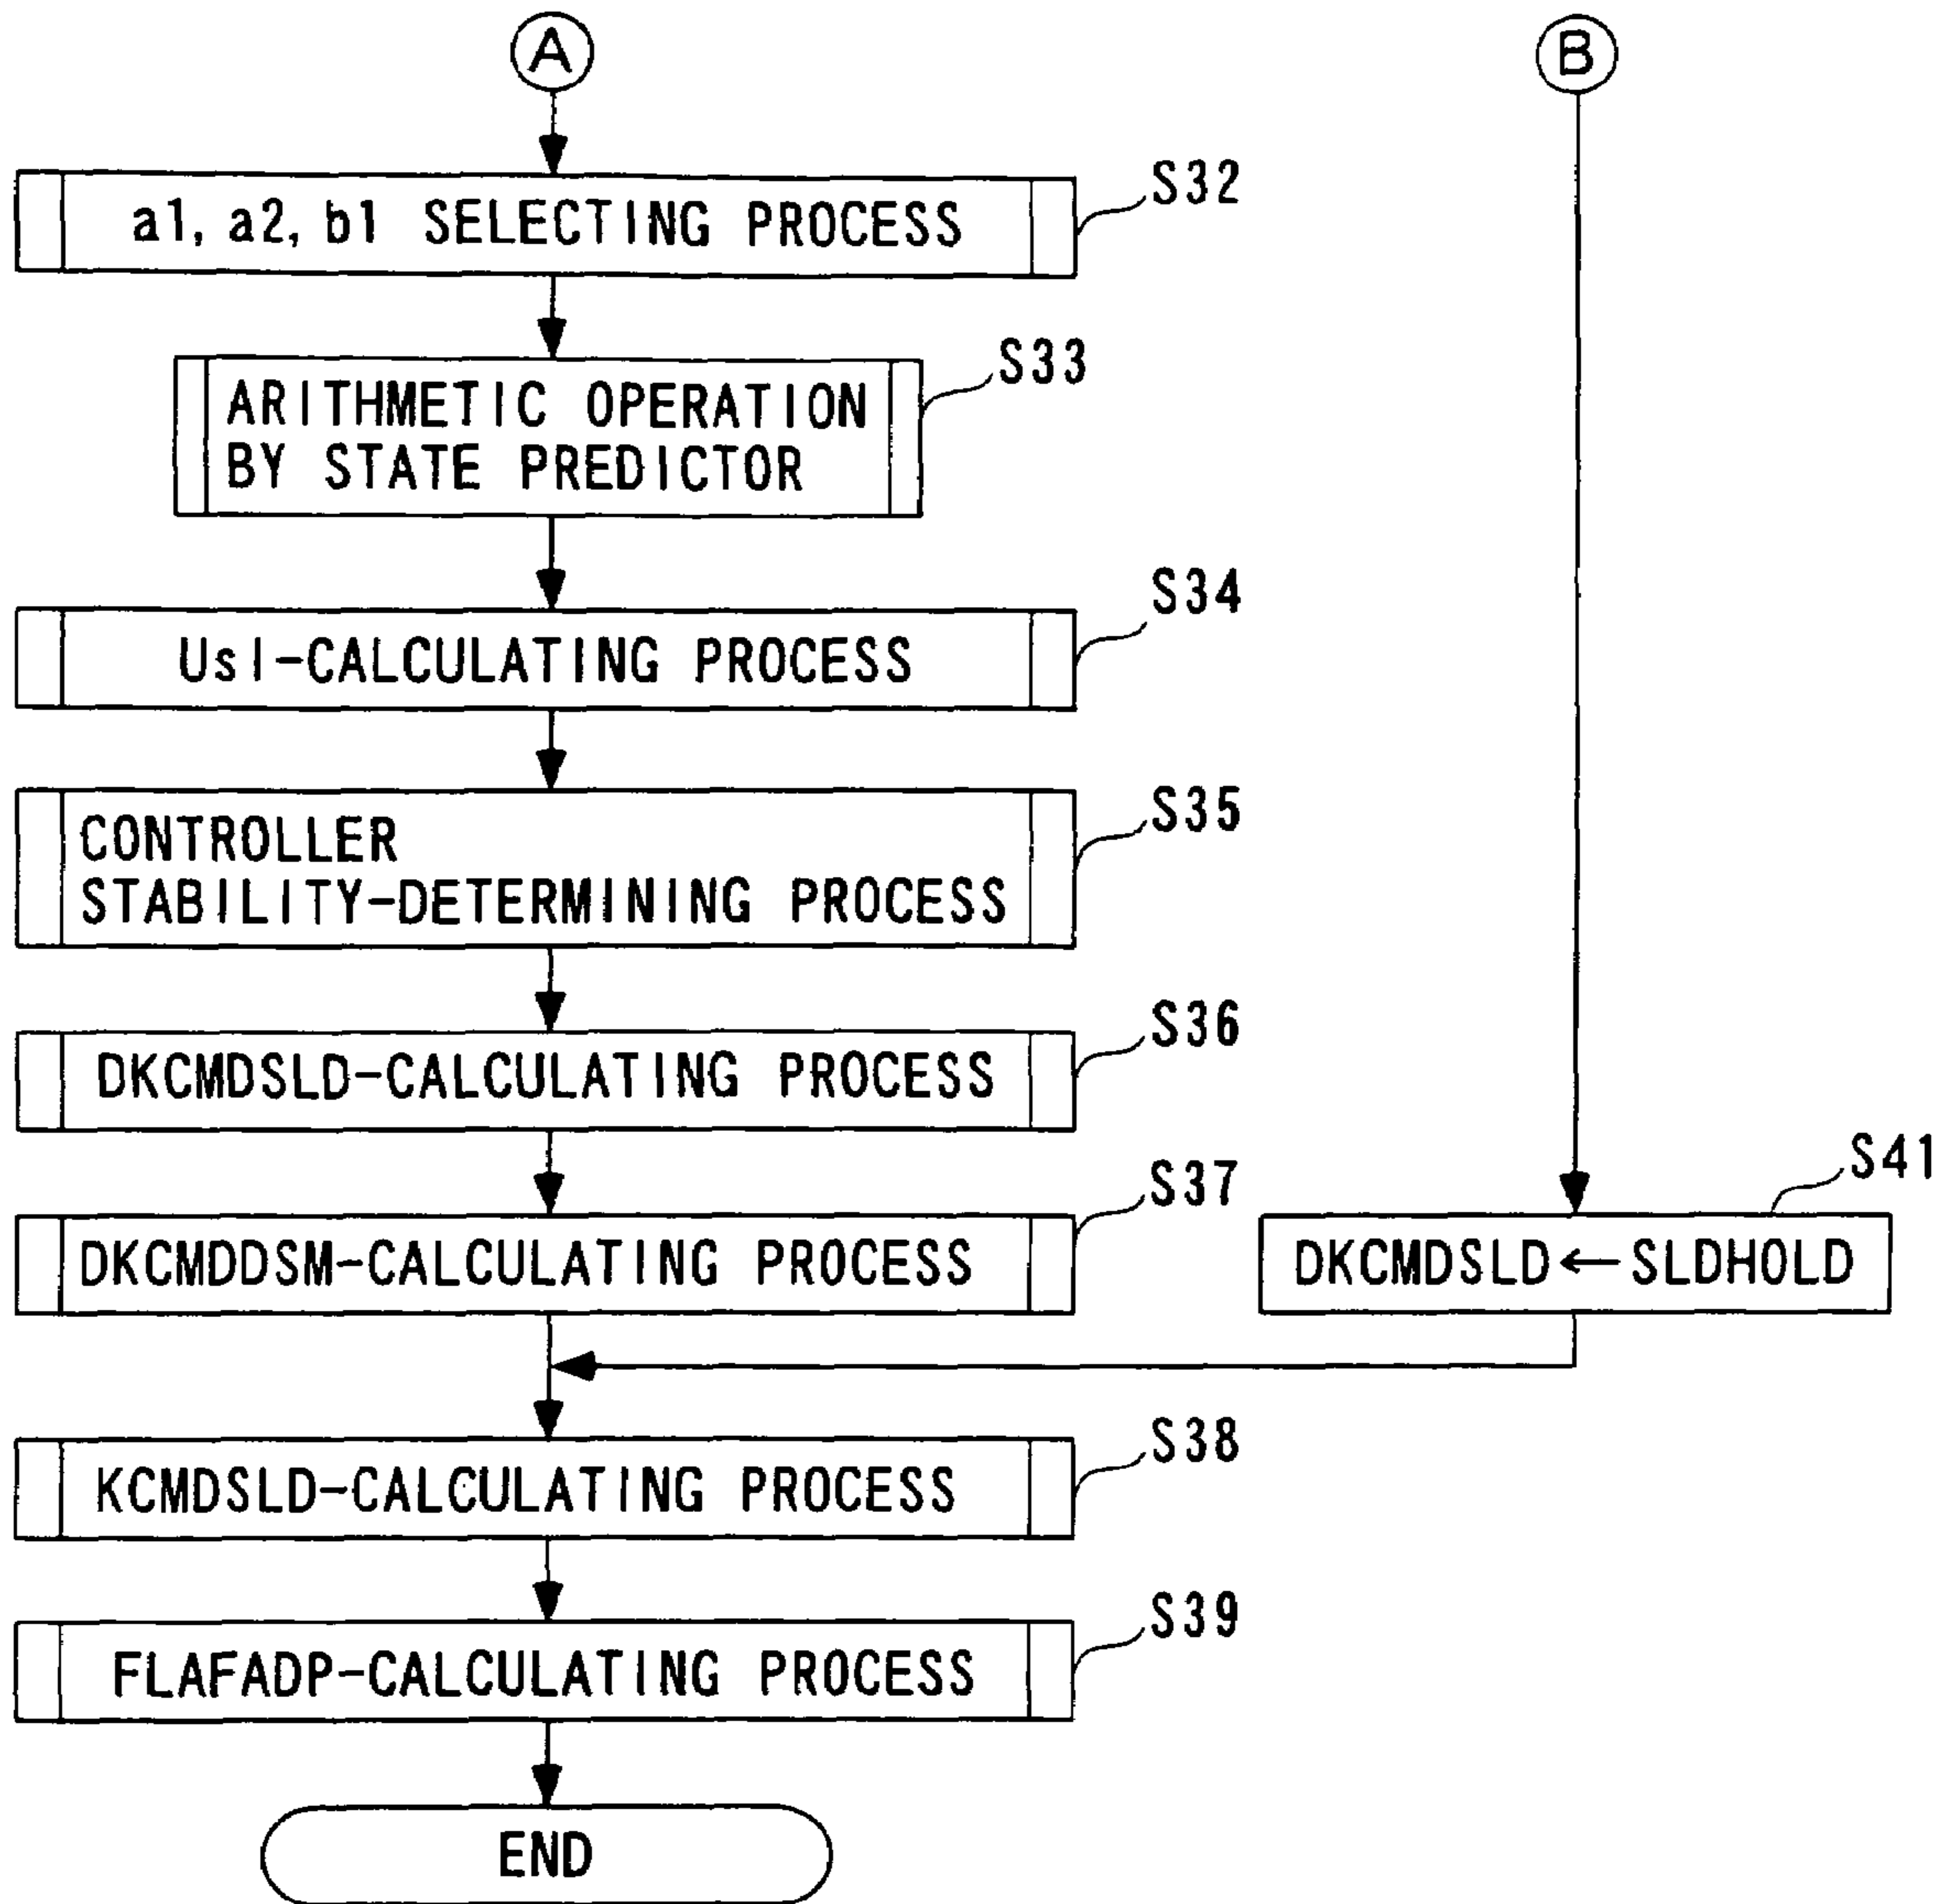 A
B
S32
a1, a2, b1 SELECTING PROCESS
S33
ARITHMETIC OPERATION
BY STATE PREDICTOR
S34
Usl-CALCULATING PROCESS
S35
CONTROLLER
STABILITY-DETERMINING PROCESS
S36
DKCMDSLD-CALCULATING PROCESS
S37
DKCMDDSM-CALCULATING PROCESS
S41
DKCMDSLD←SLDHOLD
S38
KCMDSLD-CALCULATING PROCESS
S39
FLAFADP-CALCULATING PROCESS
END